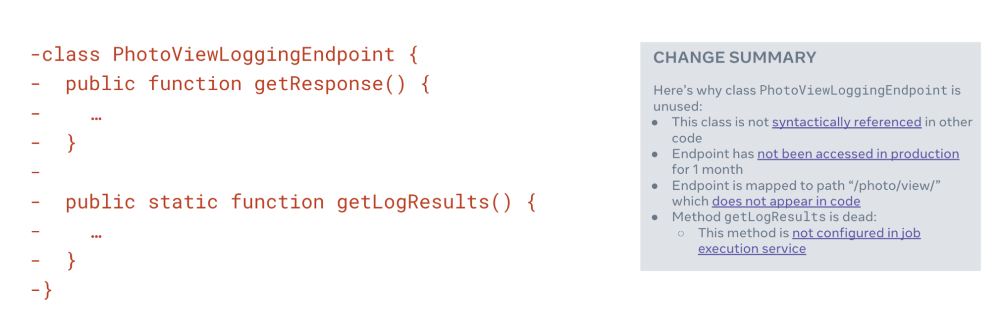 -class PhotoViewLoggingEndpoint {
-  public function getResponse() {
-    …
-  }
-
-  public static function getLogResults() {
-    …
-  }
-}
CHANGE SUMMARY
Here’s why class PhotoViewLoggingEndpoint is
unused:
● This class is not syntactically referenced in other
code
● Endpoint has not been accessed in production
for 1 month
● Endpoint is mapped to path “/photo/view/”
which does not appear in code
● Method getLogResults is dead:
○ This method is not configured in job
execution service